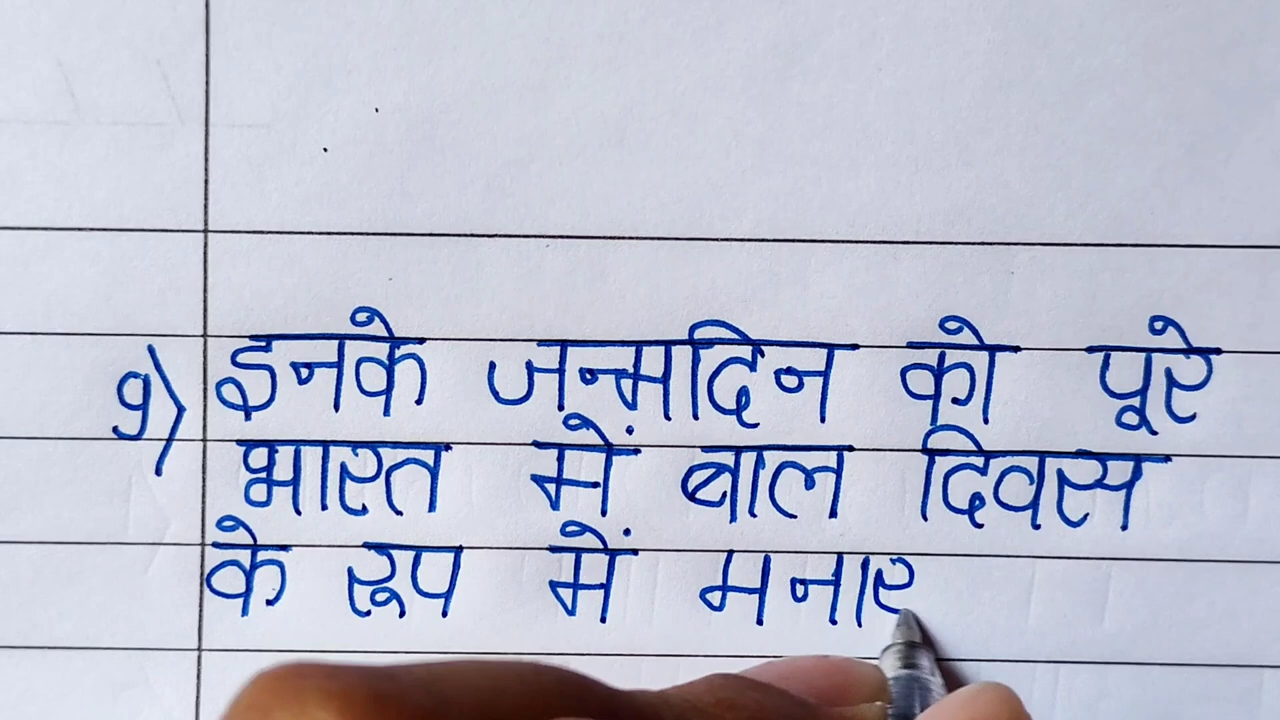 9) इनके जन्मदिन को पूरे
भारत में बाल दिवस
के रूप में मना